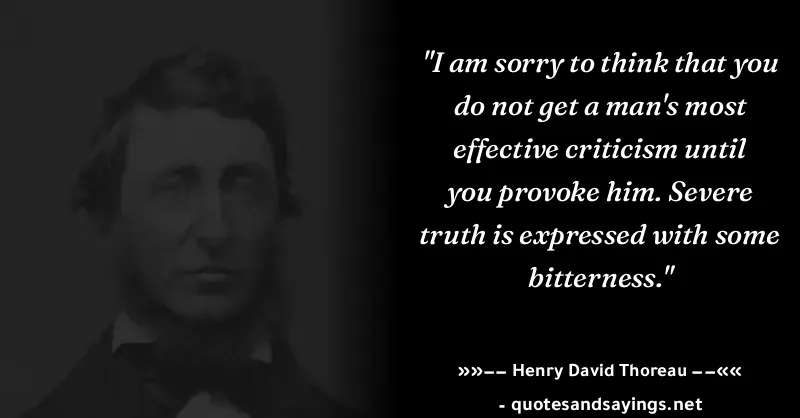 "I am sorry to think that you
do not get a man's most
effective criticism until
you provoke him. Severe
truth is expressed with some
bitterness."
»»–– Henry David Thoreau ––««
- quotesandsayings.net